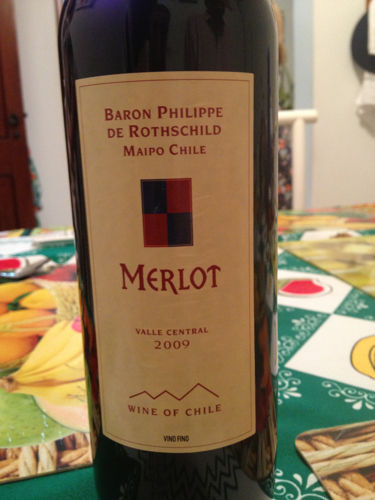 BARON PHILIPPE
DE ROTHSCHILD
MAIPO CHILE
MERLOT
VALLE CENTRAL
2009
WINE OF CHILE
VINO FINO